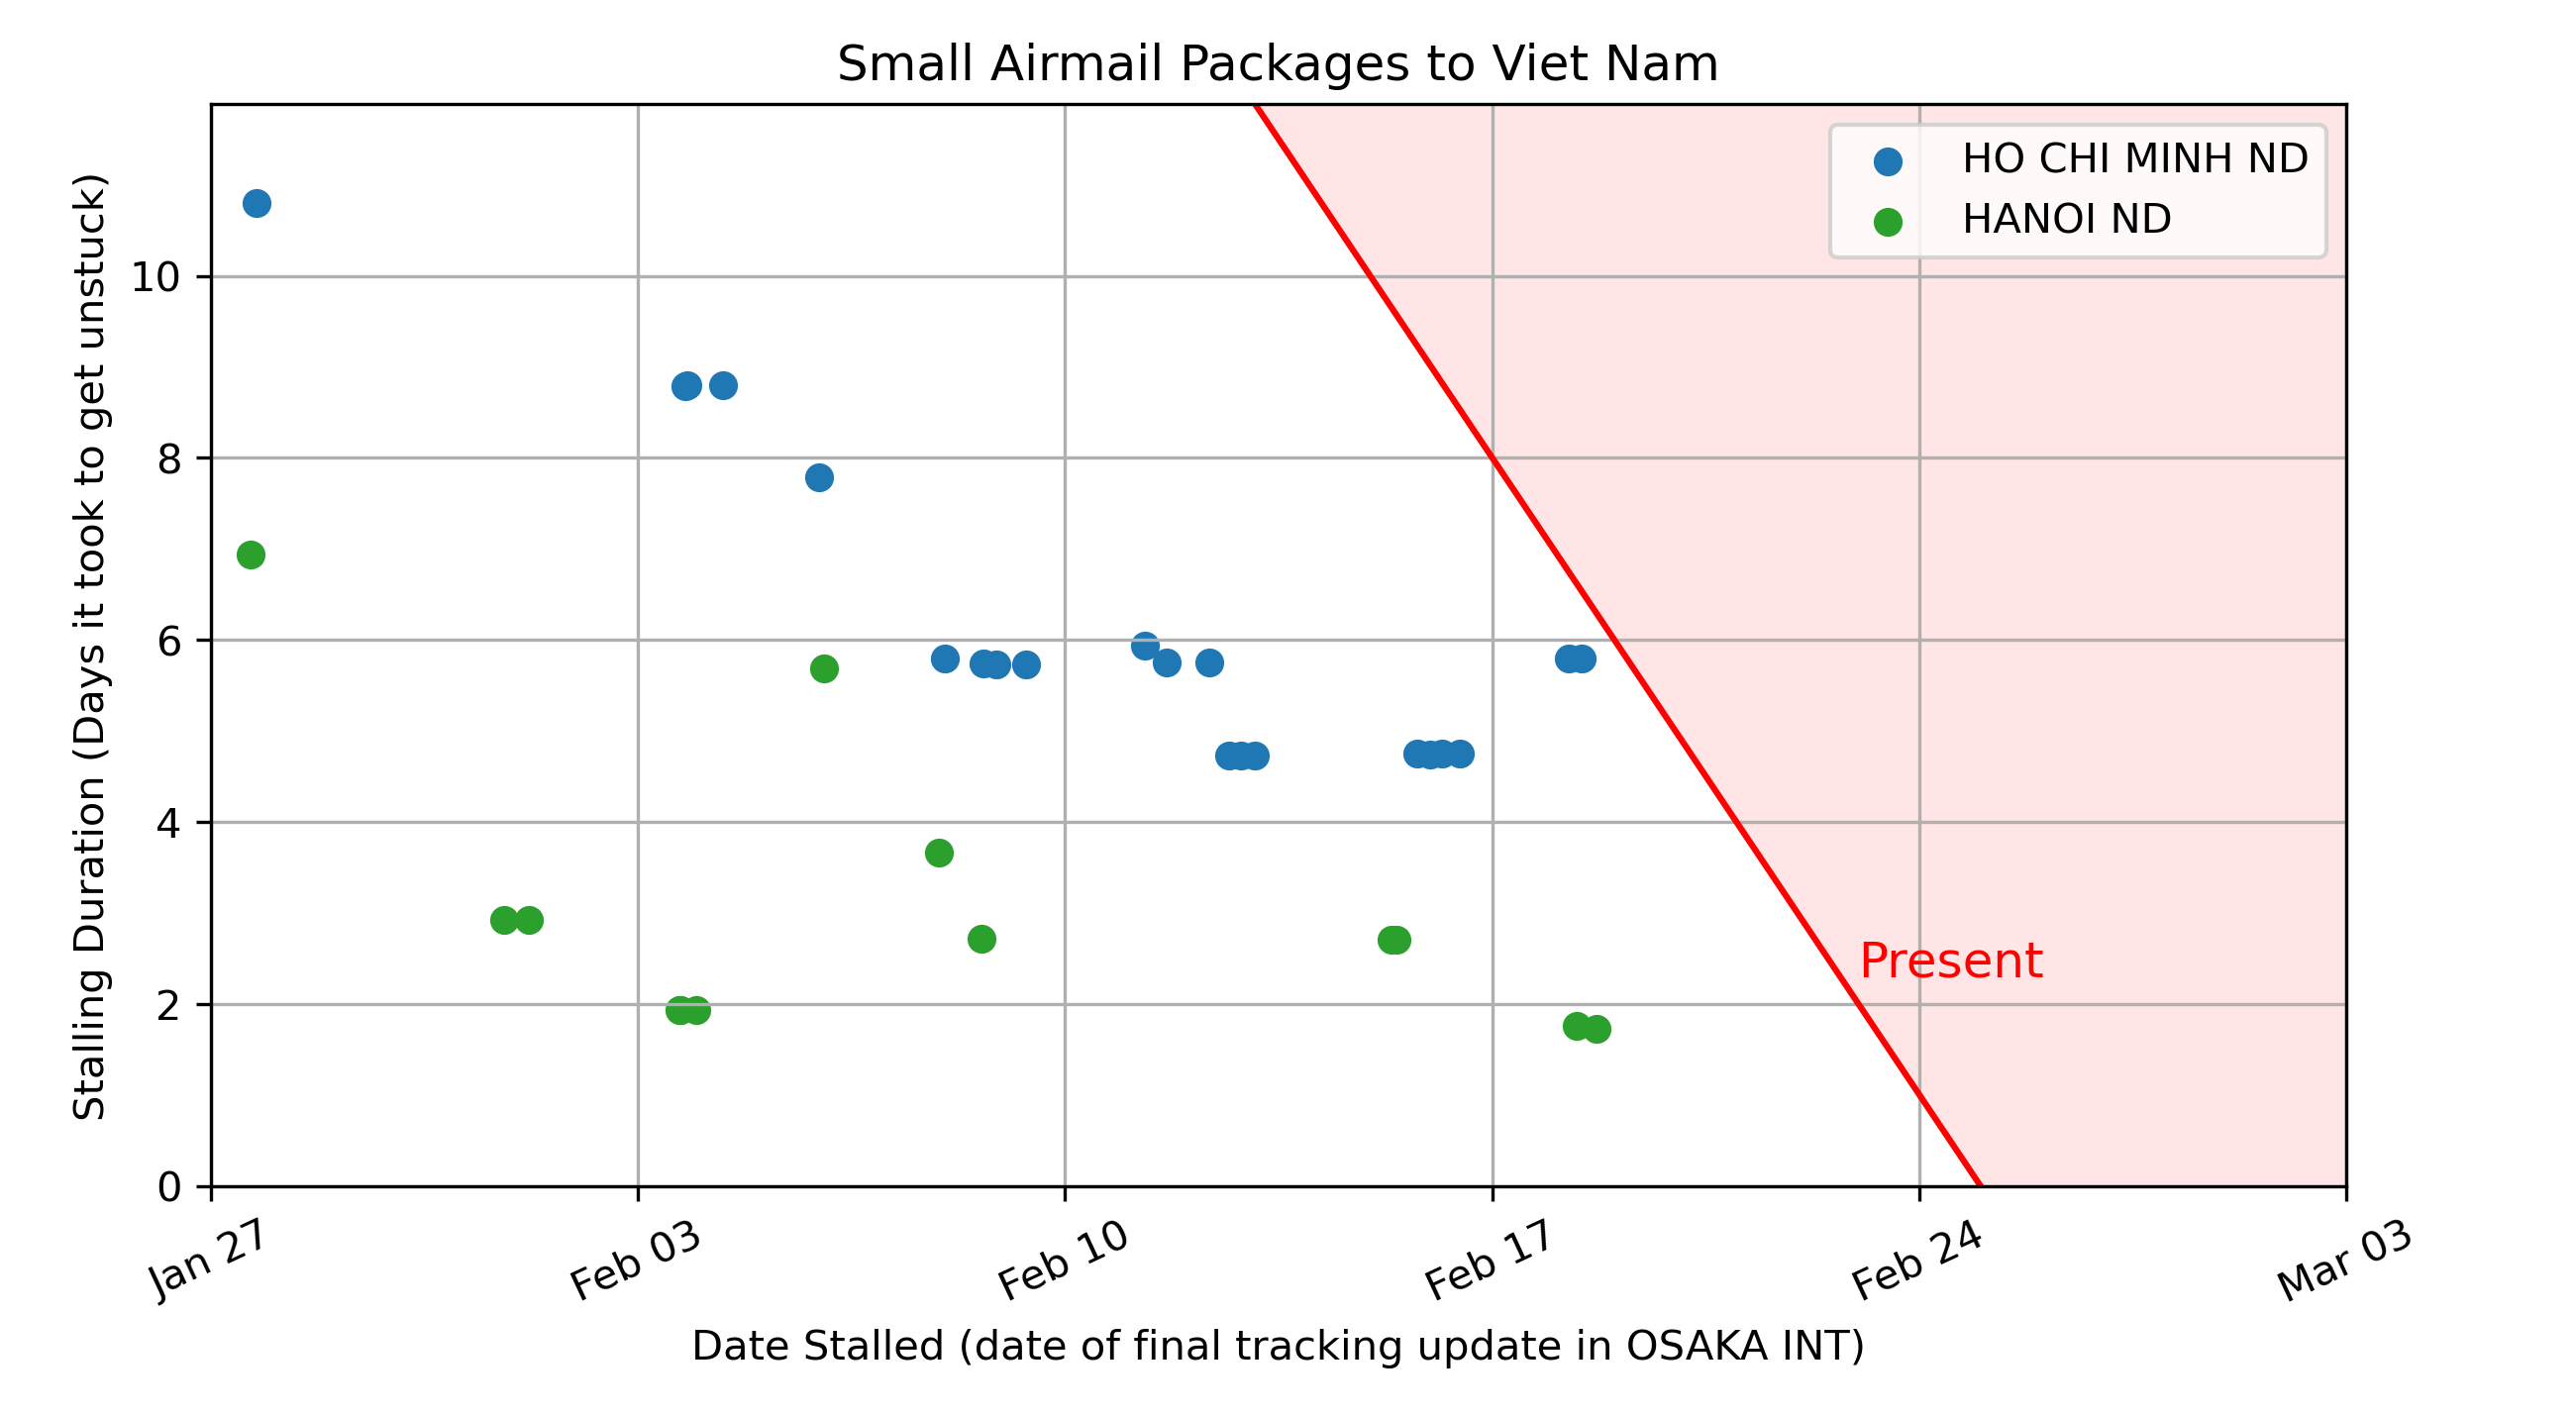 Small Airmail Packages to Viet Nam
HO CHI MINH ND
HANOI ND
Stalling Duration (Days it took to get unstuck)
10
8
6
4
2
0
Present
Jan 27
Feb 03
Feb 10
Feb 17
Feb 24
Mar 03
Date Stalled (date of final tracking update in OSAKA INT)